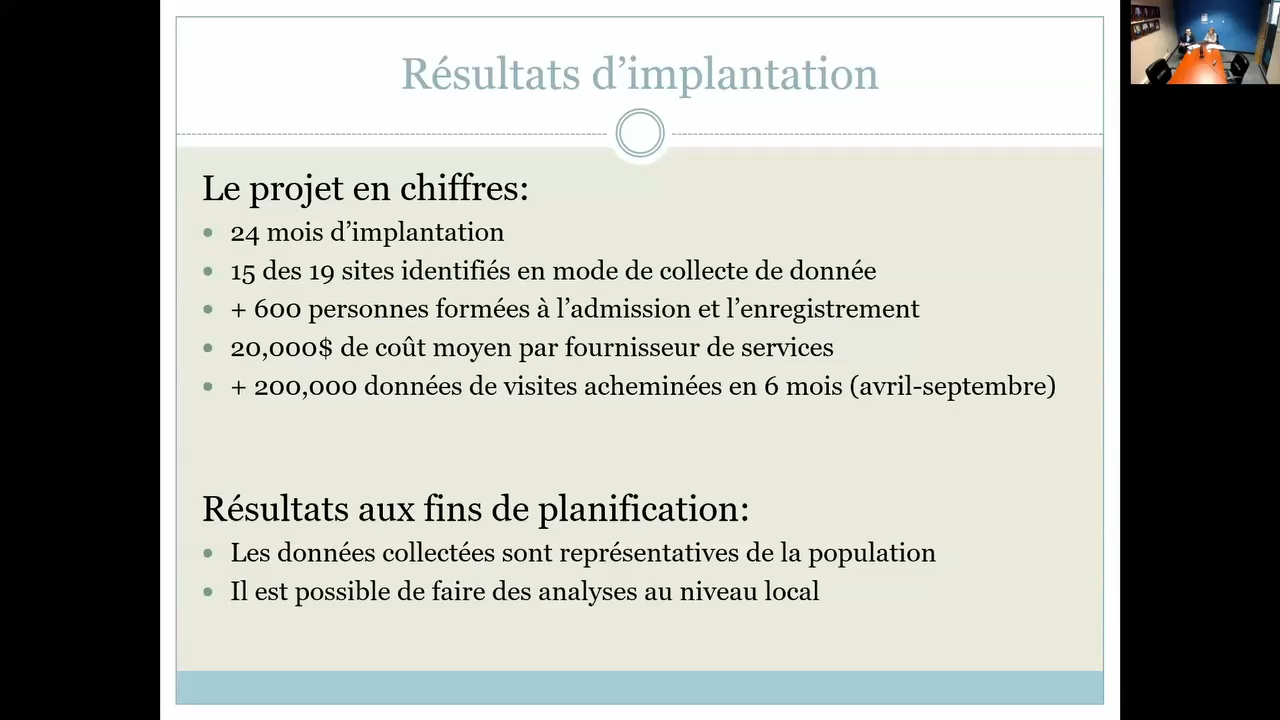 Résultats d’implantation
Le projet en chiffres:
24 mois d’implantation
15 des 19 sites identifiés en mode de collecte de donnée
+ 600 personnes formées à l’admission et l’enregistrement
20,000$ de coût moyen par fournisseur de services
+ 200,000 données de visites acheminées en 6 mois (avril-septembre)
Résultats aux fins de planification:
Les données collectées sont représentatives de la population
Il est possible de faire des analyses au niveau local